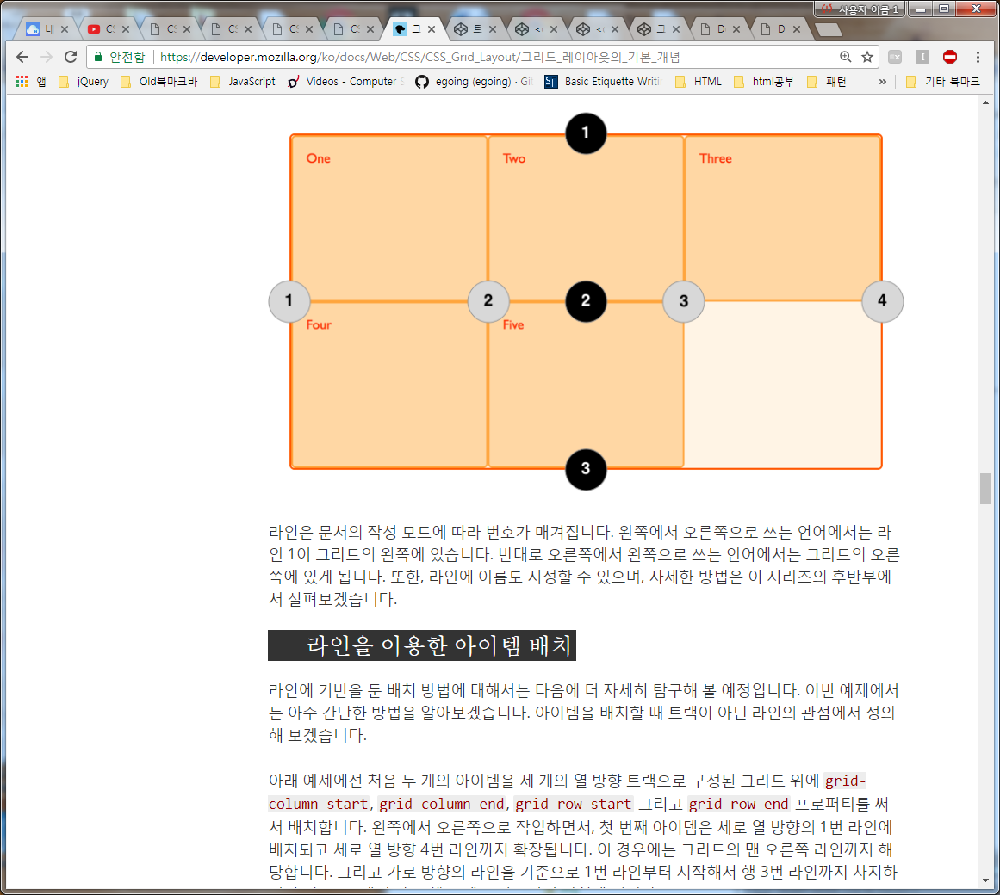 사용자 이름 1
네
CS
CS
CS
CS
CS
그
트
<c
<c
그
D
D
안전함 https://developer.mozilla.org/ko/docs/Web/CSS/CSS_Grid_Layout/그리드_레이아웃의_기본_개념
앱 jQuery Old북마크바 JavaScript Videos - Computer egoing (egoing) · Git Basic Etiquette Writin HTML html공부 패턴 » 기타 북마크
1
One Two Three
1 2 2 3 4
Four Five
3
라인은 문서의 작성 모드에 따라 번호가 매겨집니다. 왼쪽에서 오른쪽으로 쓰는 언어에서는 라
인 1이 그리드의 왼쪽에 있습니다. 반대로 오른쪽에서 왼쪽으로 쓰는 언어에서는 그리드의 오른
쪽에 있게 됩니다. 또한, 라인에 이름도 지정할 수 있으며, 자세한 방법은 이 시리즈의 후반부에
서 살펴보겠습니다.
라인을 이용한 아이템 배치
라인에 기반을 둔 배치 방법에 대해서는 다음에 더 자세히 탐구해 볼 예정입니다. 이번 예제에서
는 아주 간단한 방법을 알아보겠습니다. 아이템을 배치할 때 트랙이 아닌 라인의 관점에서 정의
해 보겠습니다.
아래 예제에선 처음 두 개의 아이템을 세 개의 열 방향 트랙으로 구성된 그리드 위에 grid-
column-start, grid-column-end, grid-row-start 그리고 grid-row-end 프로퍼티를 써
서 배치합니다. 왼쪽에서 오른쪽으로 작업하면서, 첫 번째 아이템은 세로 열 방향의 1번 라인에
배치되고 세로 열 방향 4번 라인까지 확장됩니다. 이 경우에는 그리드의 맨 오른쪽 라인까지 해
당합니다. 그리고 가로 방향의 라인을 기준으로 1번 라인부터 시작해서 행 3번 라인까지 차지하